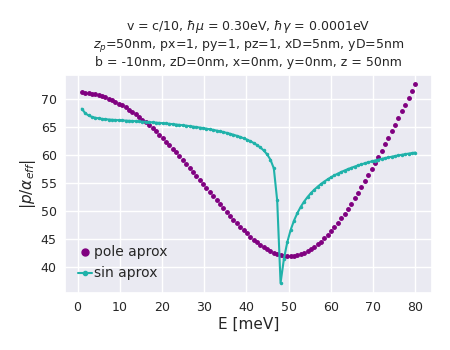 v = c/10, ħμ = 0.30eV, ħγ = 0.0001eV
zₚ=50nm, px=1, py=1, pz=1, xD=5nm, yD=5nm
b = -10nm, zD=0nm, x=0nm, y=0nm, z = 50nm
|p/α_eff|
70
65
60
55
50
45
40
pole aprox
sin aprox
0 10 20 30 40 50 60 70 80
E [meV]